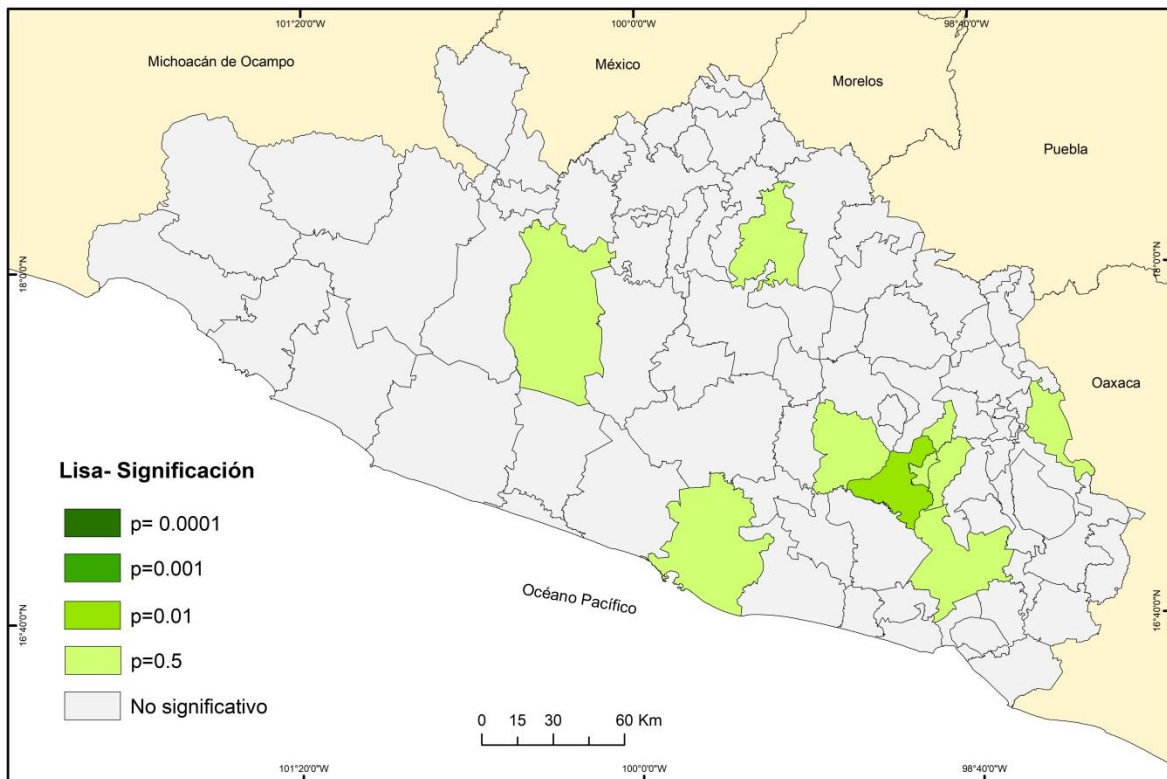 101°20'0"W
100°0'0"W
98°40'0"W
Michoacán de Ocampo
México
Morelos
Puebla
18°0'0"N
18°0'0"N
Oaxaca
Lisa- Significación
p= 0.0001
p=0.001
p=0.01
p=0.5
No significativo
Océano Pacífico
16°40'0"N
16°40'0"N
0 15 30 60 Km
101°20'0"W
100°0'0"W
98°40'0"W